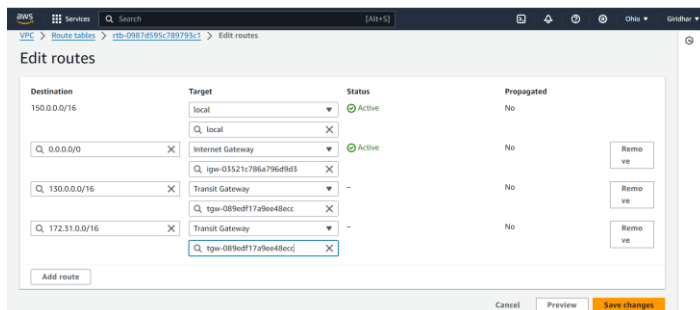 aws Services Search [Alt+S] Ohio Giridhar
VPC > Route tables > rtb-0987d595c789793c1 > Edit routes
Edit routes
Destination Target Status Propagated
150.0.0.0/16 local Active No
local
0.0.0.0/0 Internet Gateway Active No Remo
ve
igw-03521c786a796d9d3
130.0.0.0/16 Transit Gateway – No Remo
ve
tgw-089edf17a9ee48ecc
172.31.0.0/16 Transit Gateway – No Remo
ve
tgw-089edf17a9ee48ecc
Add route
Cancel Preview Save changes